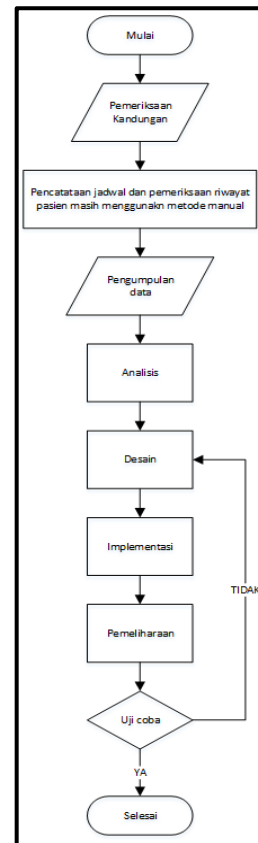 Mulai
Pemeriksaan
Kandungan
Pencatataan jadwal dan pemeriksaan riwayat
pasien masih menggunakn metode manual
Pengumpulan
data
Analisis
Desain
Implementasi
TIDAK
Pemeliharaan
Uji coba
YA
Selesai